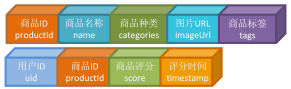 商品ID 商品名称 商品种类 图片URL 商品标签
productId name categories imageUrl tags
用户ID 商品ID 商品评分 评分时间
uid productId score timestamp